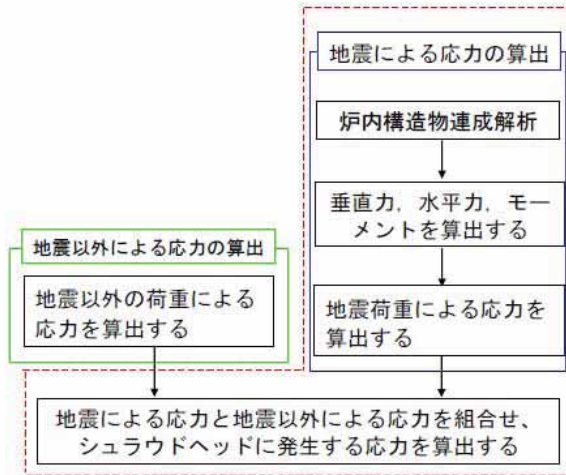 地震による応力の算出
炉内構造物連成解析
垂直力，水平力，モー
メントを算出する
地震以外による応力の算出
地震以外の荷重による
応力を算出する
地震荷重による応力を
算出する
地震による応力と地震以外による応力を組合せ、
シュラウドヘッドに発生する応力を算出する